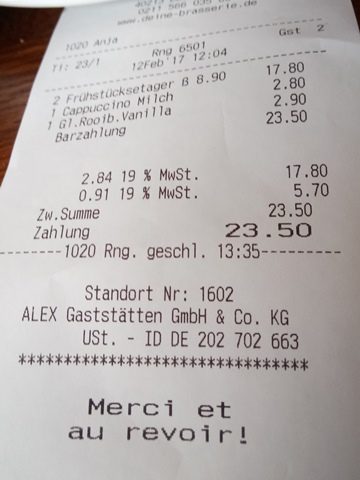 www.deine-brasserie.
1020 Anja
Rng 6501
Ti: 23/1 12Feb'17 12:04 Gst 2
2 Frühstücksetager B 8.90 17.80
1 Cappuccino Milch 2.80
1 Gl.Rooib.Vanilla 2.90
Barzahlung 23.50
2.84 19 % MwSt. 17.80
0.91 19 % MwSt. 5.70
Zw.Summe 23.50
Zahlung 23.50
--------1020 Rng. geschl. 13:35---------
Standort Nr: 1602
ALEX Gaststätten GmbH & Co. KG
USt. - ID DE 202 702 663
********************************
Merci et
au revoir!